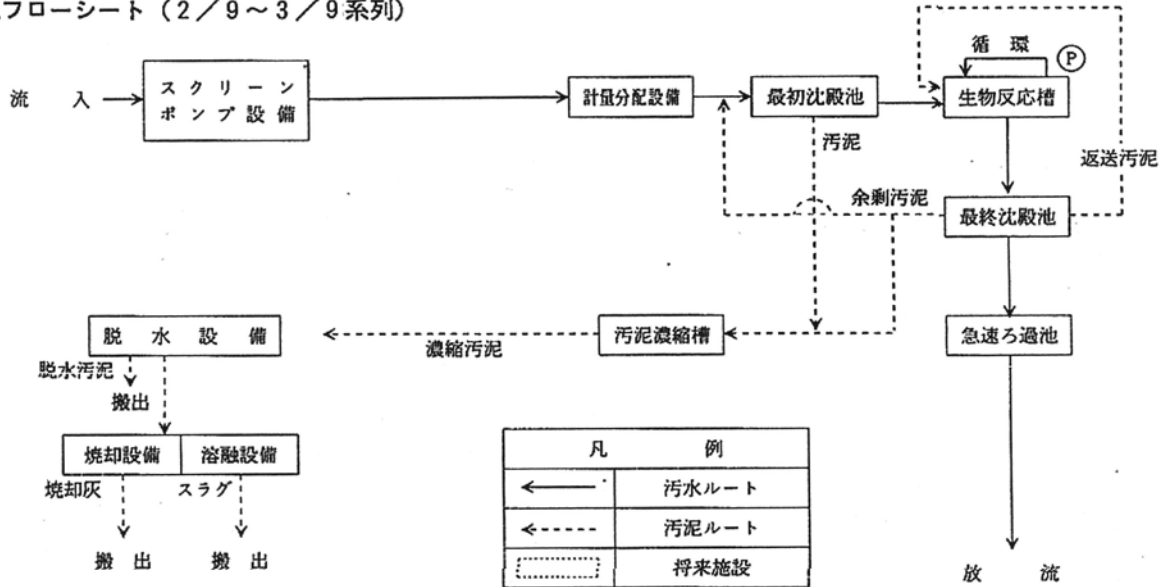 フローシート(2/9～3/9系列)
循 環
P
流 入
スクリーン
ポンプ設備
計量分配設備
最初沈殿池
生物反応槽
汚泥
返送汚泥
余剰汚泥
最終沈殿池
脱 水 設 備
濃縮汚泥
汚泥濃縮槽
急速ろ過池
脱水汚泥
搬出
焼却設備
溶融設備
焼却灰
スラグ
搬 出
搬 出
凡 例
汚水ルート
汚泥ルート
将来施設
放 流